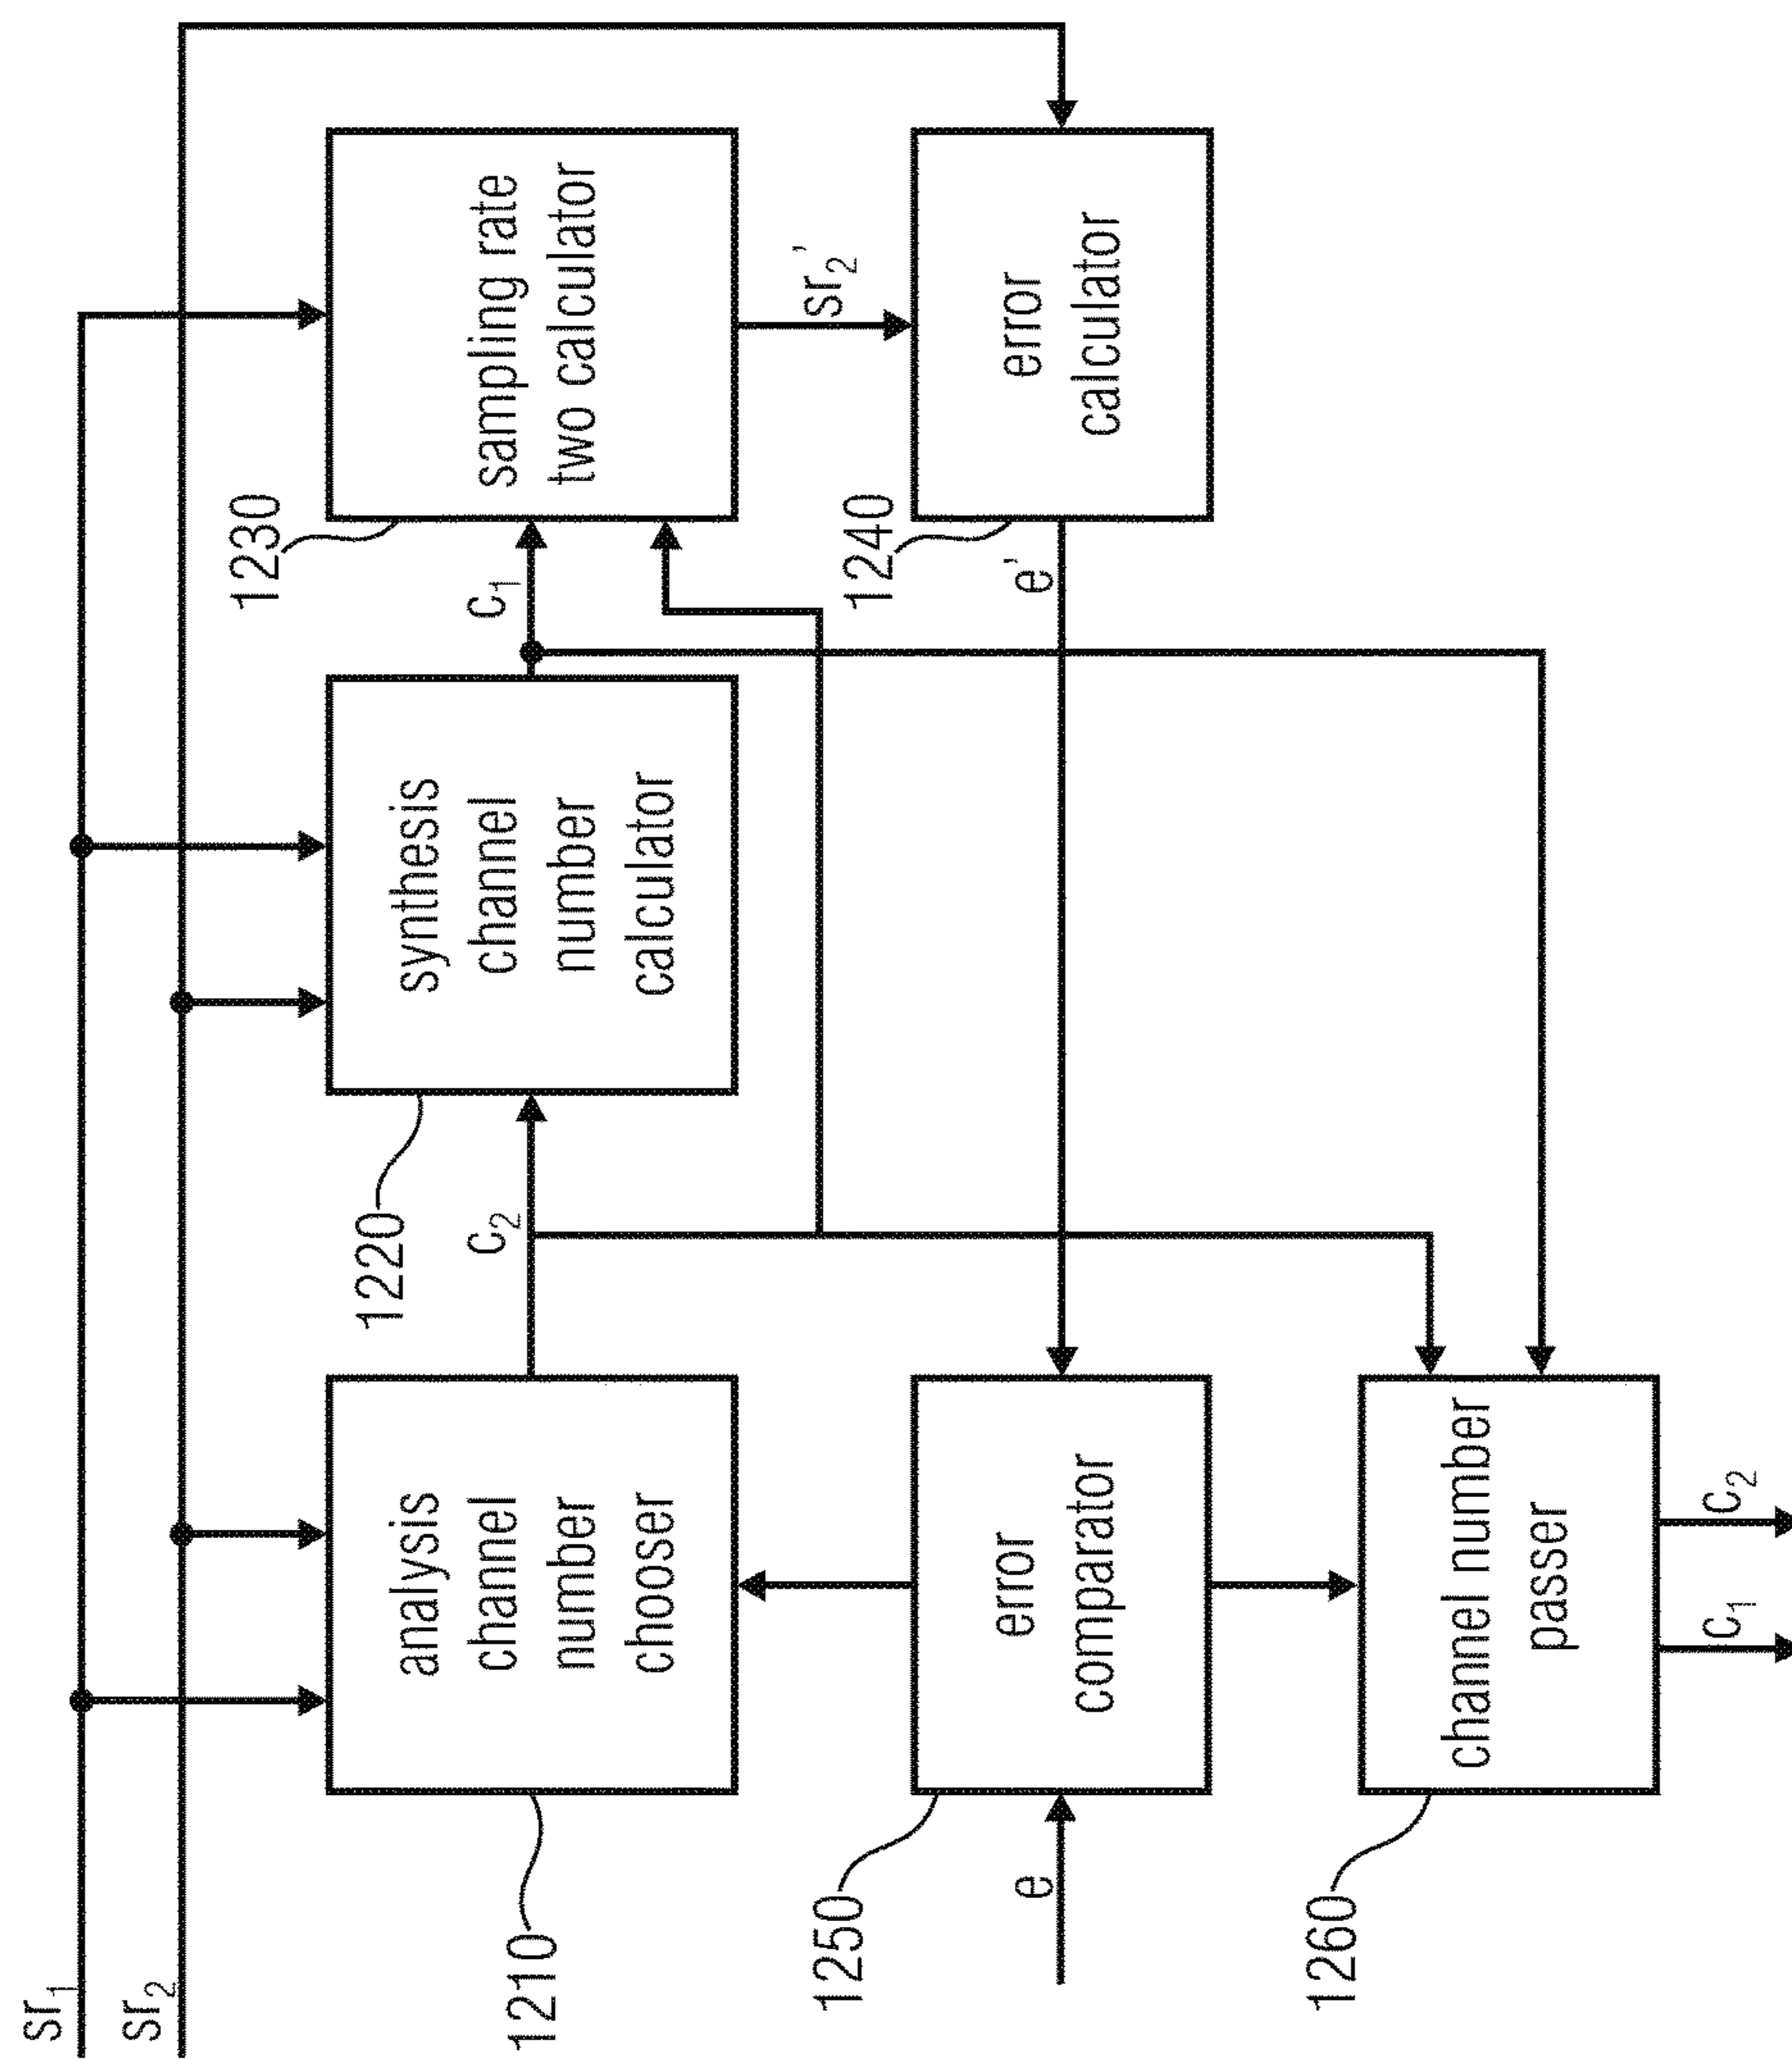 sr₁
sr₂
1210
analysis
channel
number
chooser
c₂
1220
synthesis
channel
number
calculator
c₁
1230
sampling rate
two calculator
sr₂'
1240
error
calculator
e'
1250
error
comparator
e
1260
channel number
passer
c₁
c₂